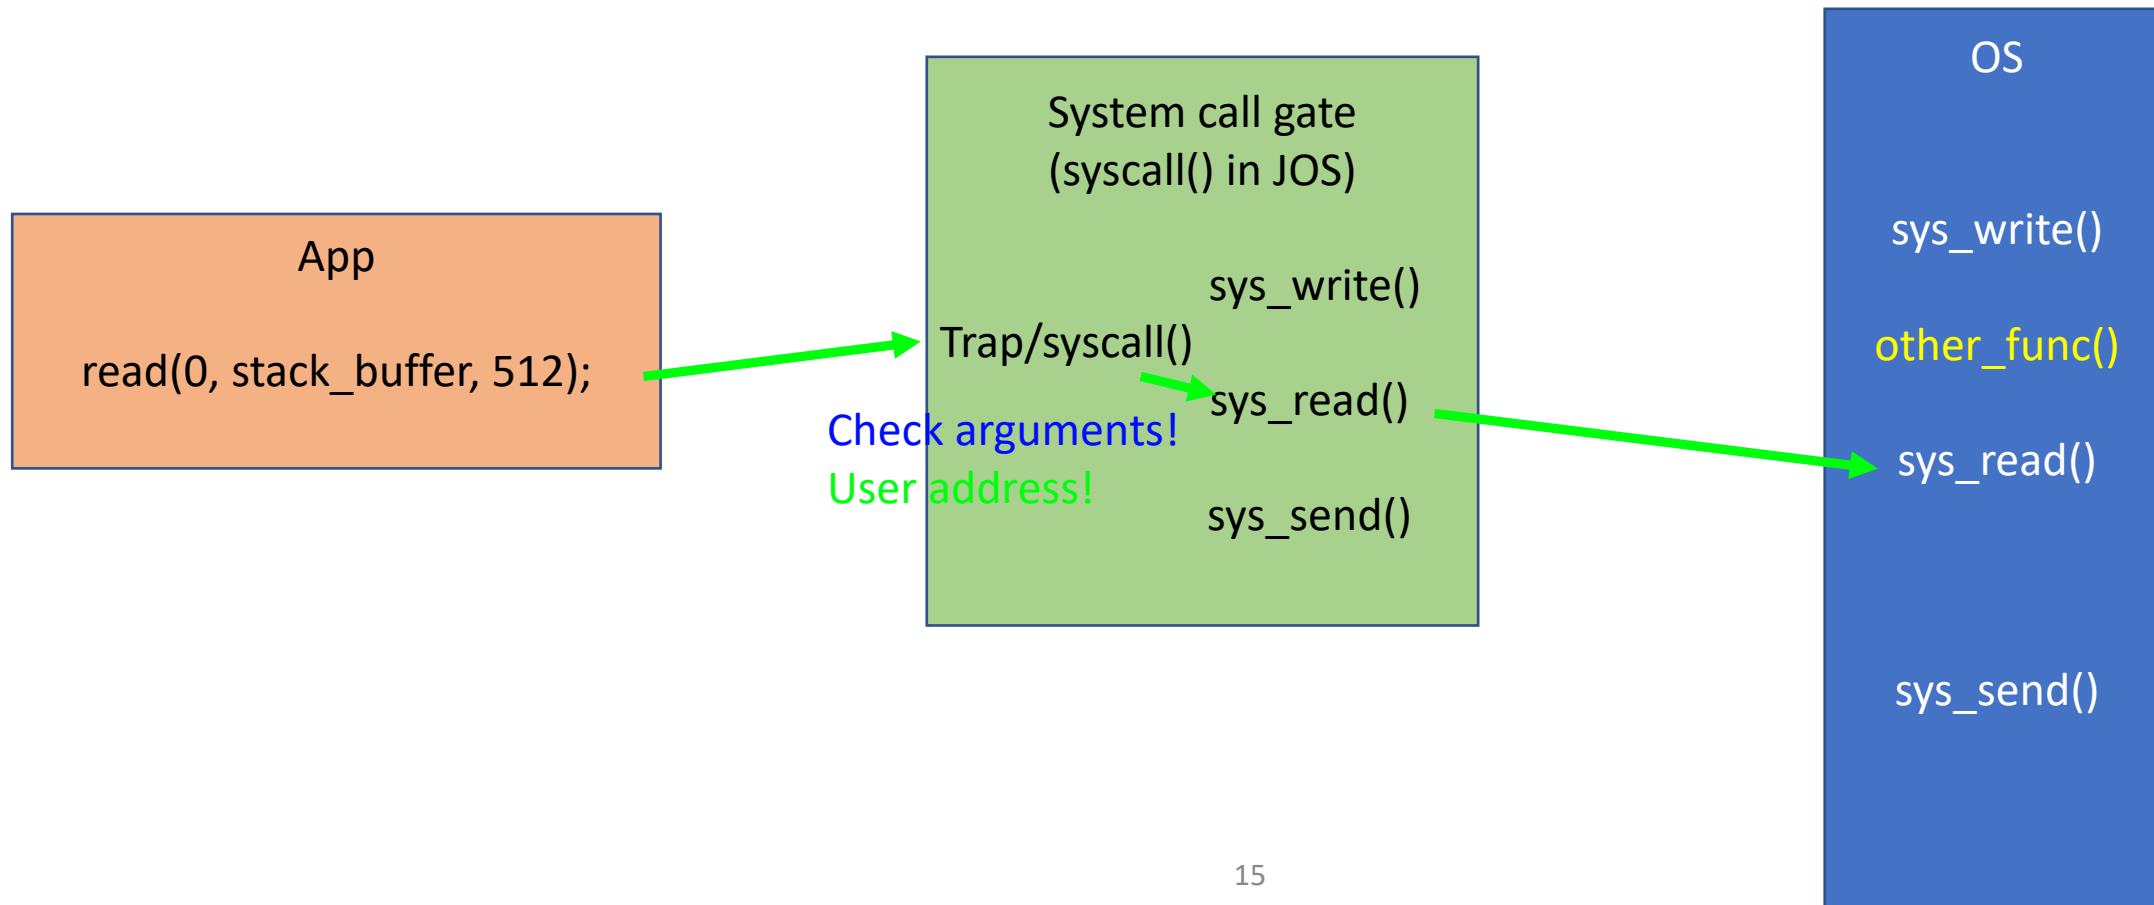 App
read(0, stack_buffer, 512);
System call gate
(syscall() in JOS)
sys_write()
Trap/syscall()
sys_read()
Check arguments!
User address!
sys_send()
OS
sys_write()
other_func()
sys_read()
sys_send()
15